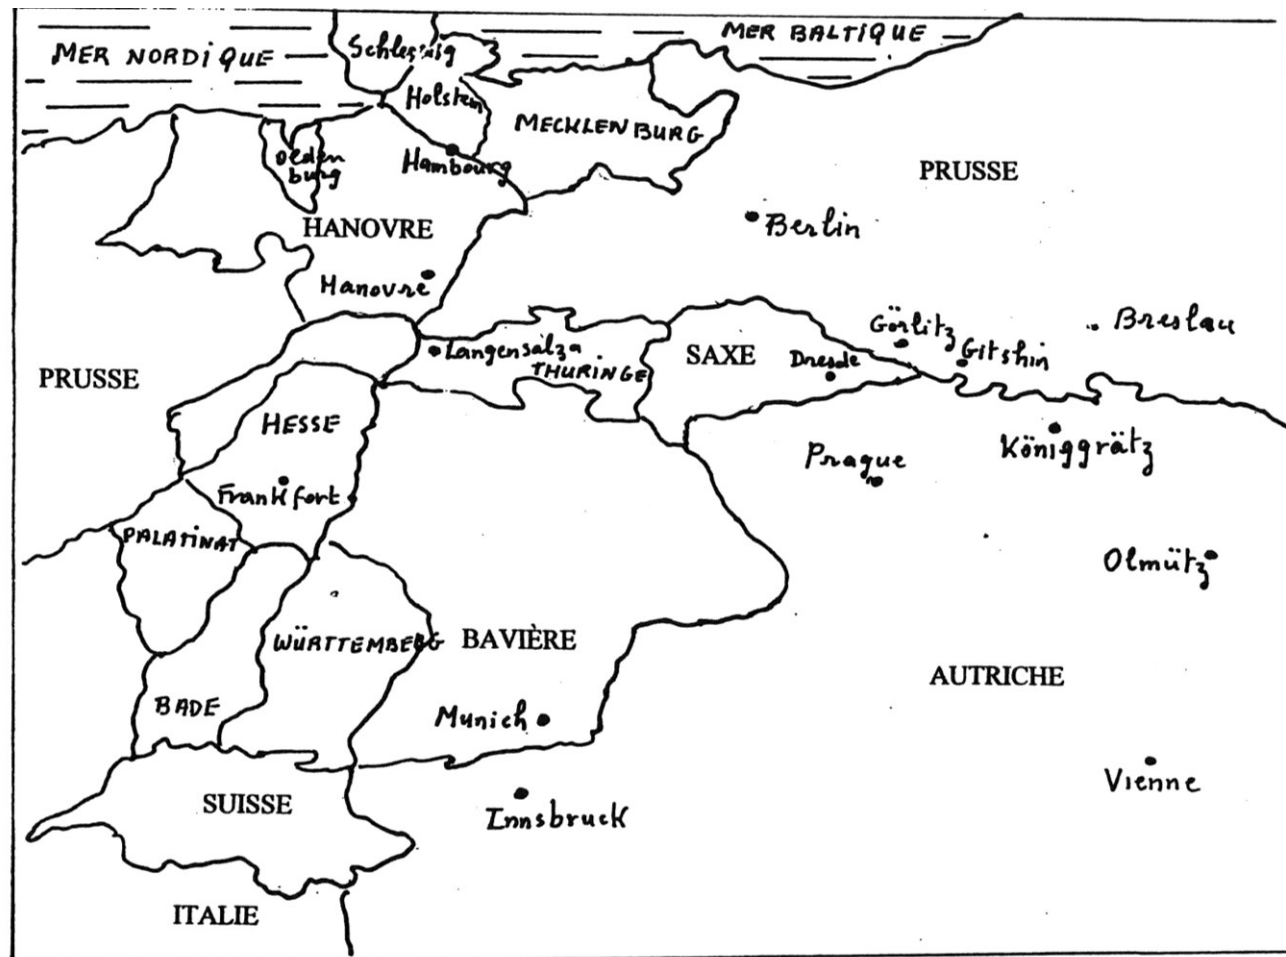 MER NORDIQUE
Schleswig
MER BALTIQUE
Holstein
MECKLENBURG
Olden
burg
Hambourg
PRUSSE
HANOVRE
Berlin
Hanovre
Görlitz
Breslau
Gitshin
PRUSSE
Langensalza
THURINGE
SAXE
Dresde
HESSE
Königgrätz
Prague
Frankfort
PALATINAT
Olmütz
WÜRTTEMBERG
BAVIÈRE
AUTRICHE
BADE
Munich
Vienne
SUISSE
Innsbruck
ITALIE